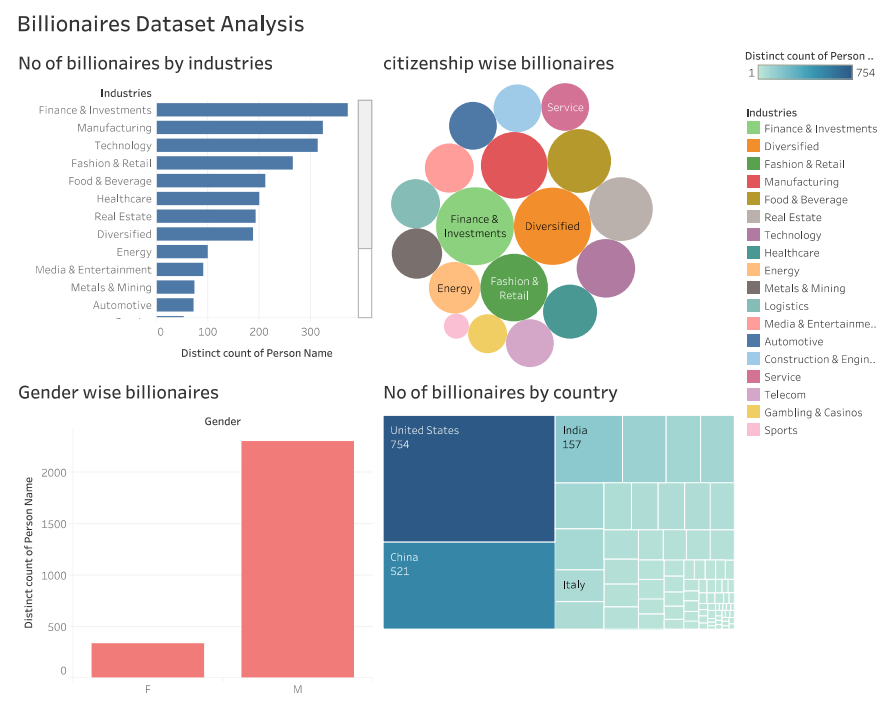 Billionaires Dataset Analysis
No of billionaires by industries
Industries
Finance & Investments
Manufacturing
Technology
Fashion & Retail
Food & Beverage
Healthcare
Real Estate
Diversified
Energy
Media & Entertainment
Metals & Mining
Automotive
0 100 200 300
Distinct count of Person Name
citizenship wise billionaires
Service
Finance &
Investments
Diversified
Energy
Fashion &
Retail
Distinct count of Person ..
1 754
Industries
Finance & Investments
Diversified
Fashion & Retail
Manufacturing
Food & Beverage
Real Estate
Technology
Healthcare
Energy
Metals & Mining
Logistics
Media & Entertainme..
Automotive
Construction & Engin..
Service
Telecom
Gambling & Casinos
Sports
Gender wise billionaires
Gender
Distinct count of Person Name
2000
1500
1000
500
0
F M
No of billionaires by country
United States
754
China
521
India
157
Italy